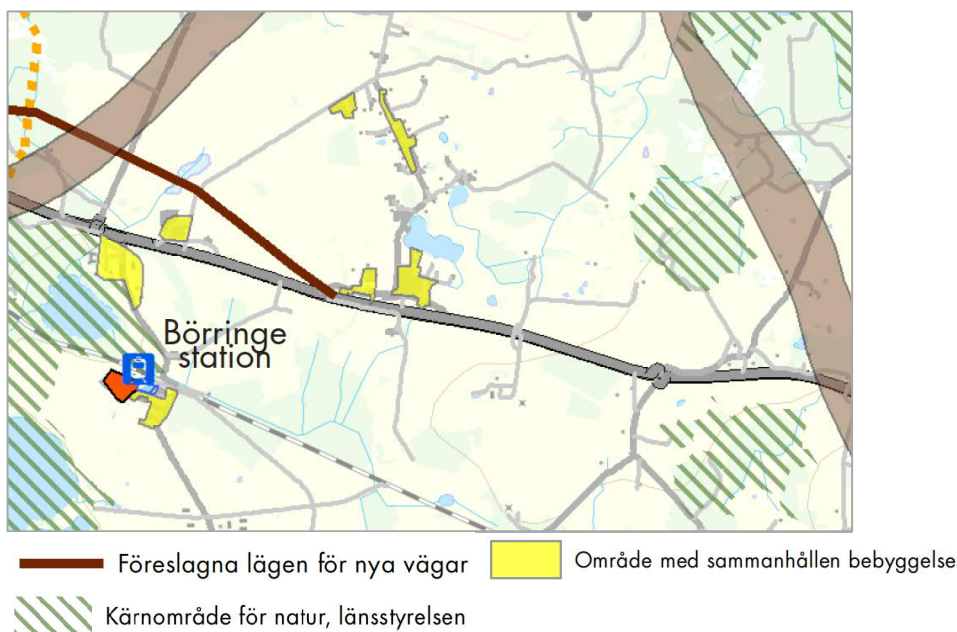 Börringe
station
Föreslagna lägen för nya vägar
Område med sammanhållen bebyggelse
Kärnområde för natur, länsstyrelsen